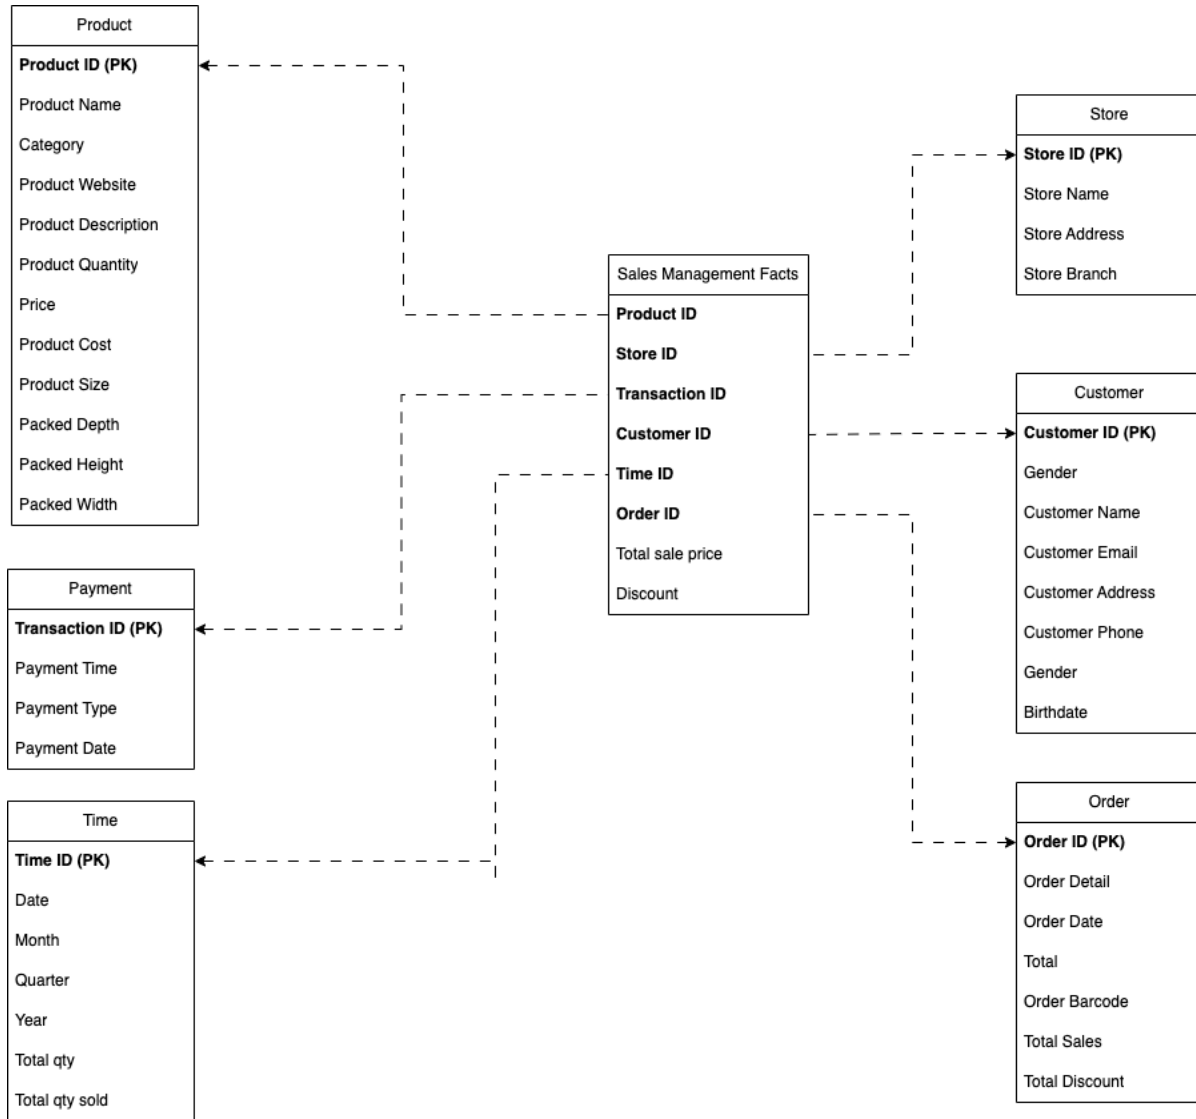 Product
Product ID (PK)
Product Name
Category
Product Website
Product Description
Product Quantity
Price
Product Cost
Product Size
Packed Depth
Packed Height
Packed Width
Payment
Transaction ID (PK)
Payment Time
Payment Type
Payment Date
Time
Time ID (PK)
Date
Month
Quarter
Year
Total qty
Total qty sold
Sales Management Facts
Product ID
Store ID
Transaction ID
Customer ID
Time ID
Order ID
Total sale price
Discount
Store
Store ID (PK)
Store Name
Store Address
Store Branch
Customer
Customer ID (PK)
Gender
Customer Name
Customer Email
Customer Address
Customer Phone
Gender
Birthdate
Order
Order ID (PK)
Order Detail
Order Date
Total
Order Barcode
Total Sales
Total Discount